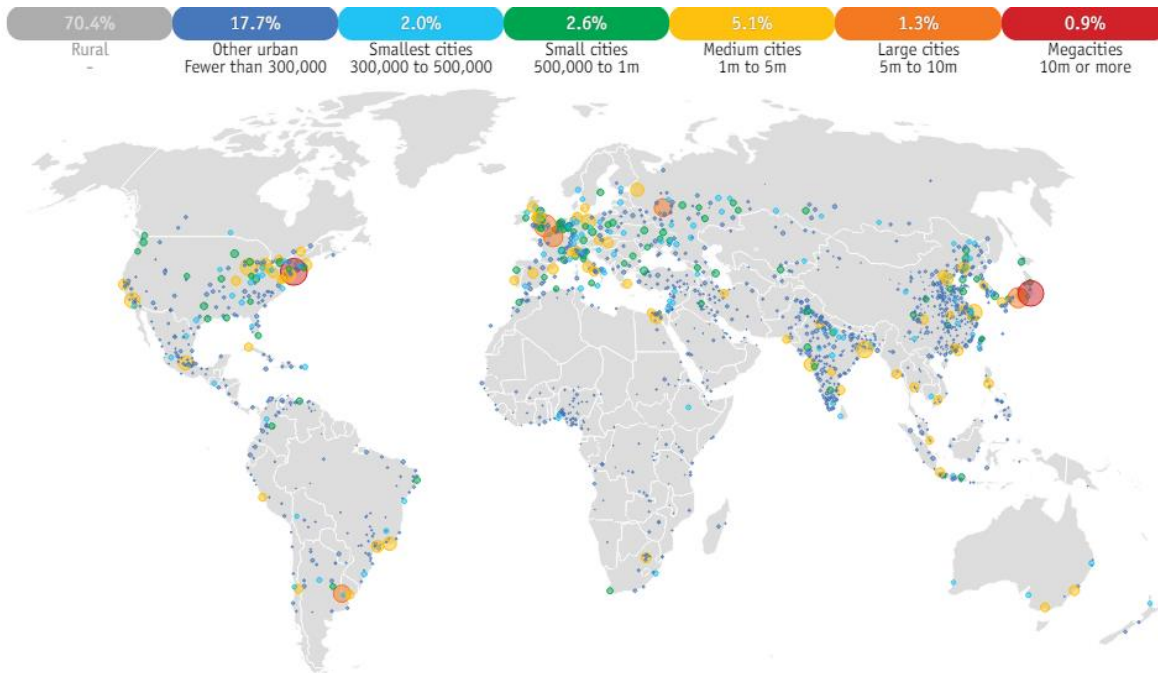 70.4% 17.7% 2.0% 2.6% 5.1% 1.3% 0.9%
Rural Other urban Smallest cities Small cities Medium cities Large cities Megacities
- Fewer than 300,000 300,000 to 500,000 500,000 to 1m 1m to 5m 5m to 10m 10m or more